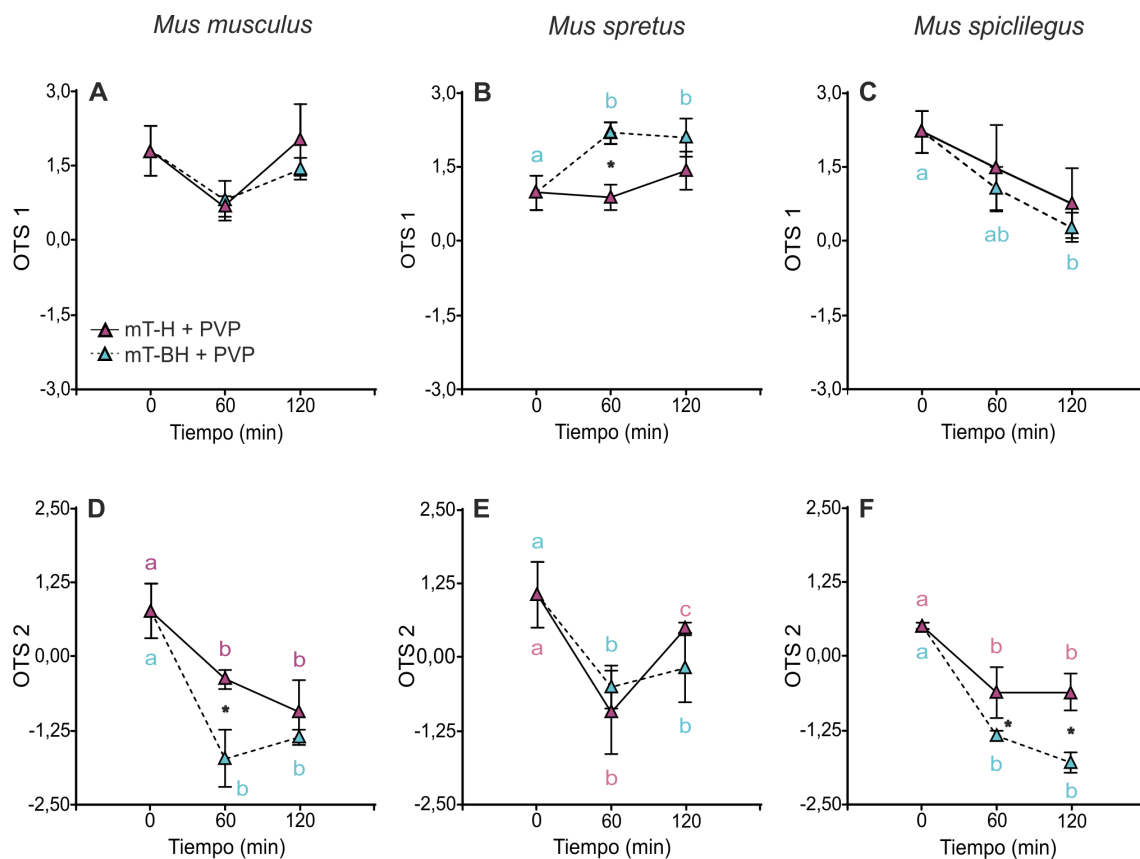 Mus musculus
Mus spretus
Mus spiclilegus
A
3,0
1,5
0,0
-1,5
-3,0
OTS 1
mT-H + PVP
mT-BH + PVP
0 60 120
Tiempo (min)
B
3,0
1,5
0,0
-1,5
-3,0
OTS 1
a
b
b
*
0 60 120
Tiempo (min)
C
3,0
1,5
0,0
-1,5
-3,0
OTS 1
a
ab
b
0 60 120
Tiempo (min)
D
2,50
1,25
0,00
-1,25
-2,50
OTS 2
a
a
b
b
*
b
b
0 60 120
Tiempo (min)
E
2,50
1,25
0,00
-1,25
-2,50
OTS 2
a
a
b
c
b
b
0 60 120
Tiempo (min)
F
2,50
1,25
0,00
-1,25
-2,50
OTS 2
a
a
b
b
*
*
b
b
0 60 120
Tiempo (min)